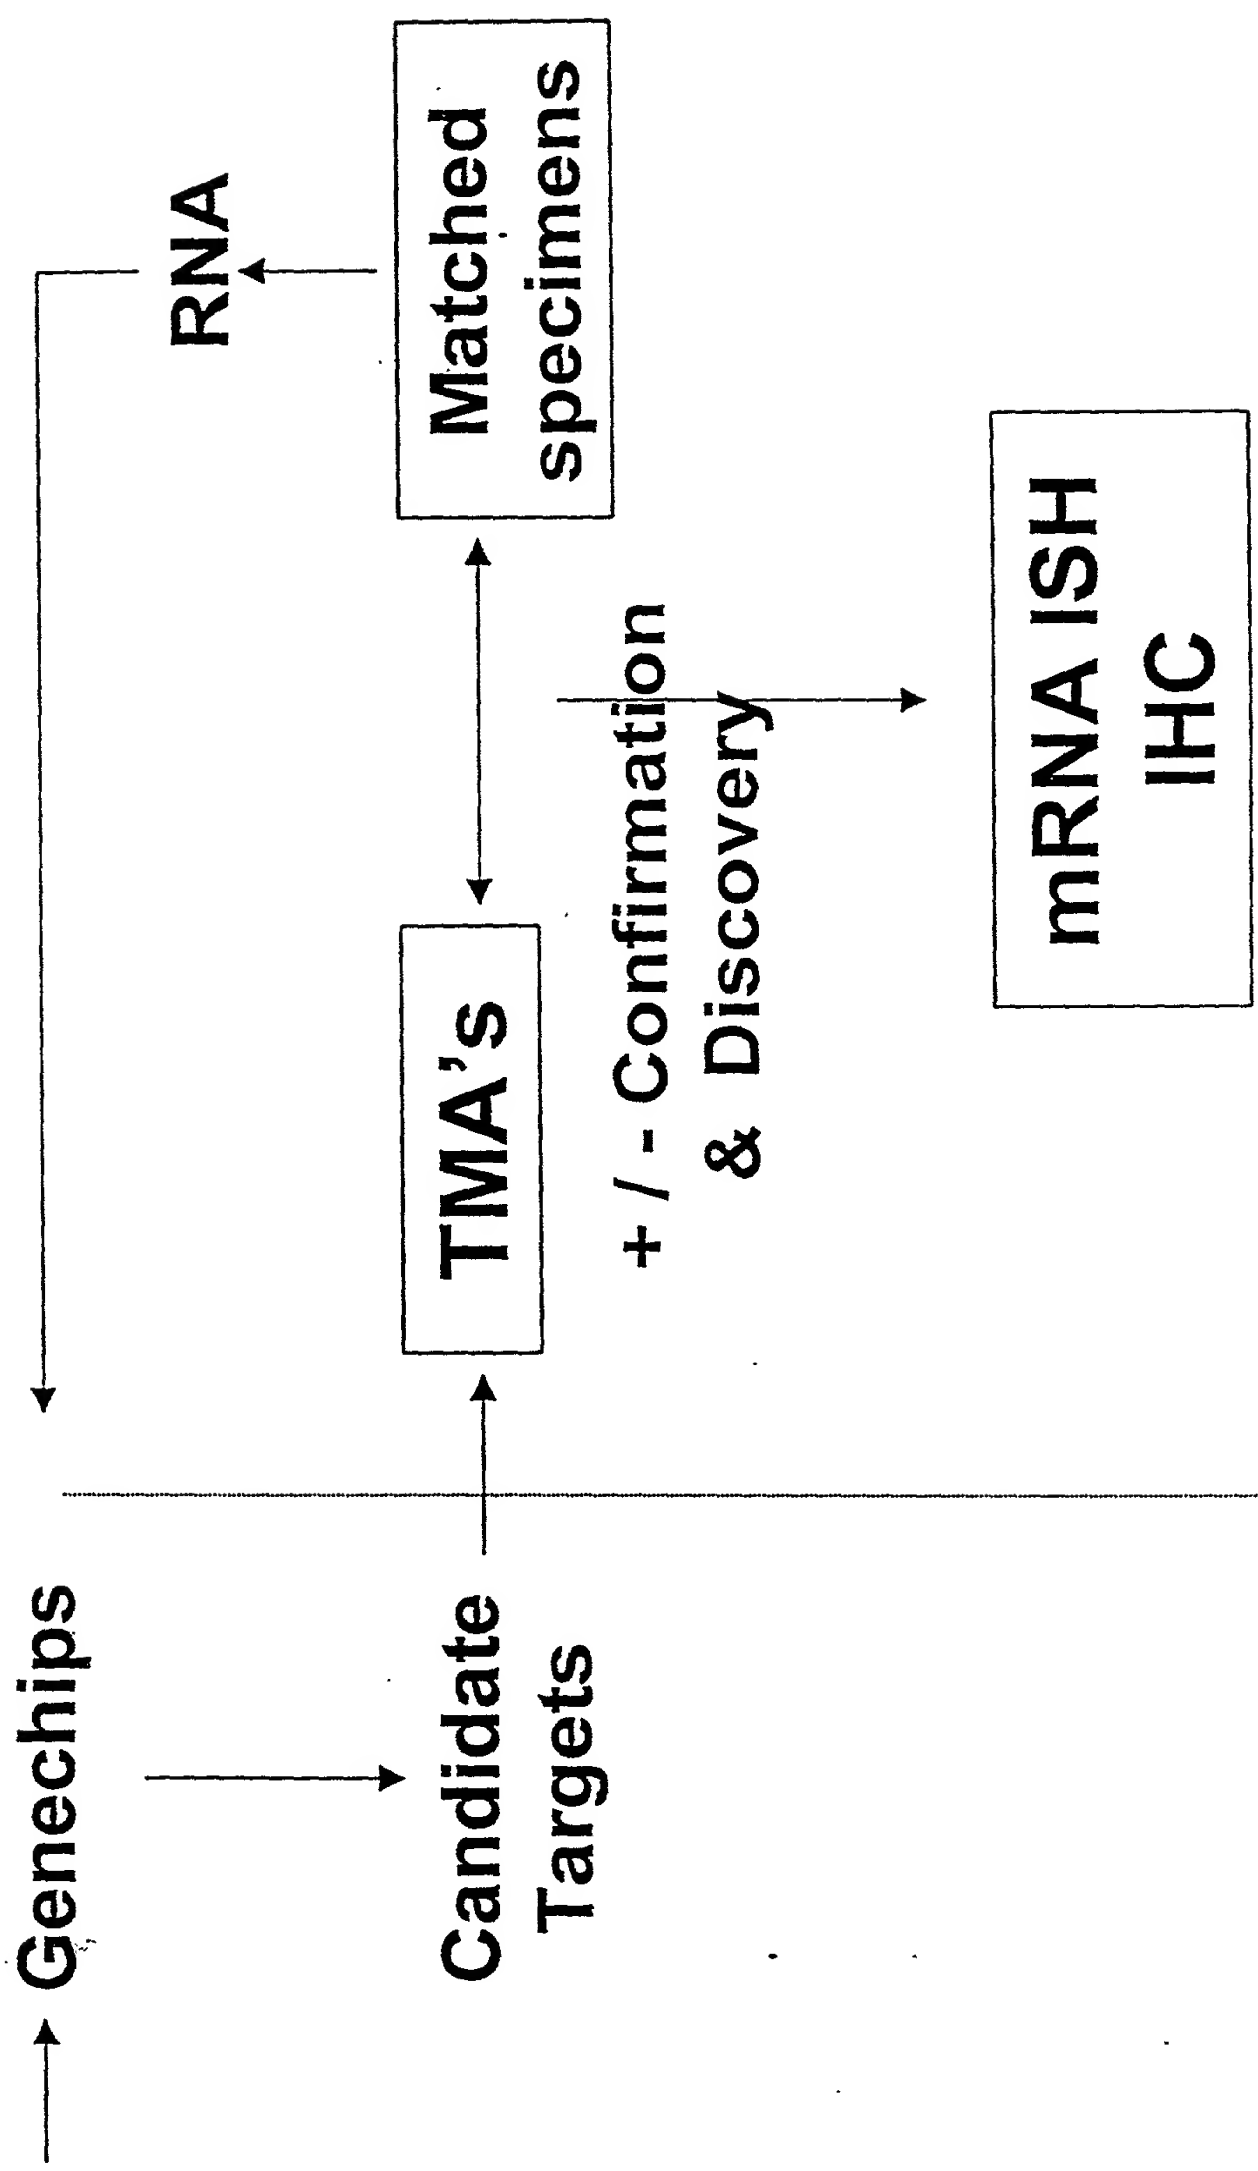 Genechips
RNA
Candidate
Targets
TMA's
Matched
specimens
+ / - Confirmation
& Discovery
mRNA ISH
IHC